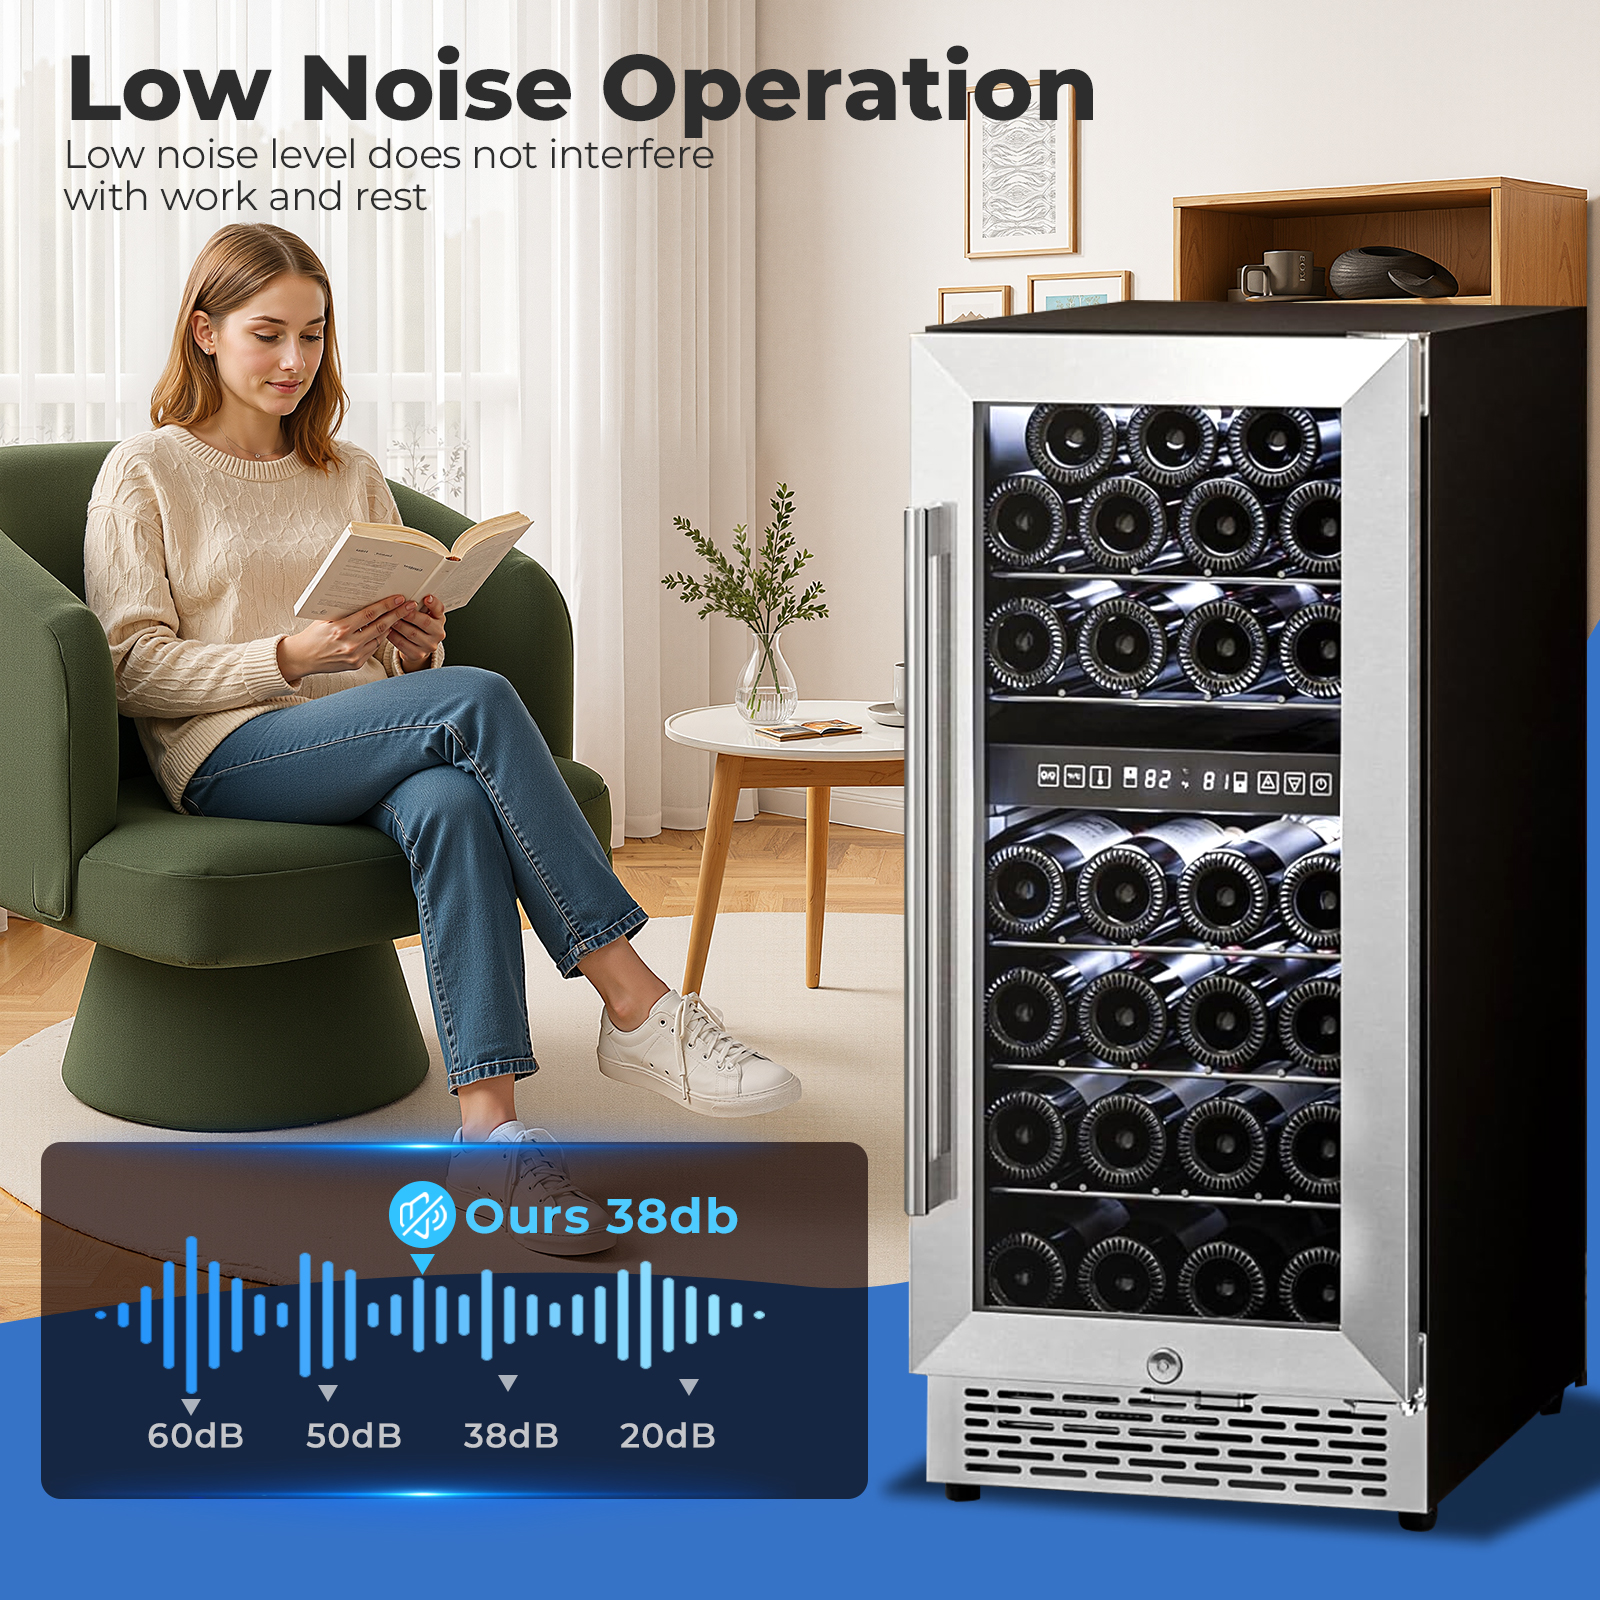 Low Noise Operation
Low noise level does not interfere
with work and rest
82 81
Ours 38db
60dB 50dB 38dB 20dB